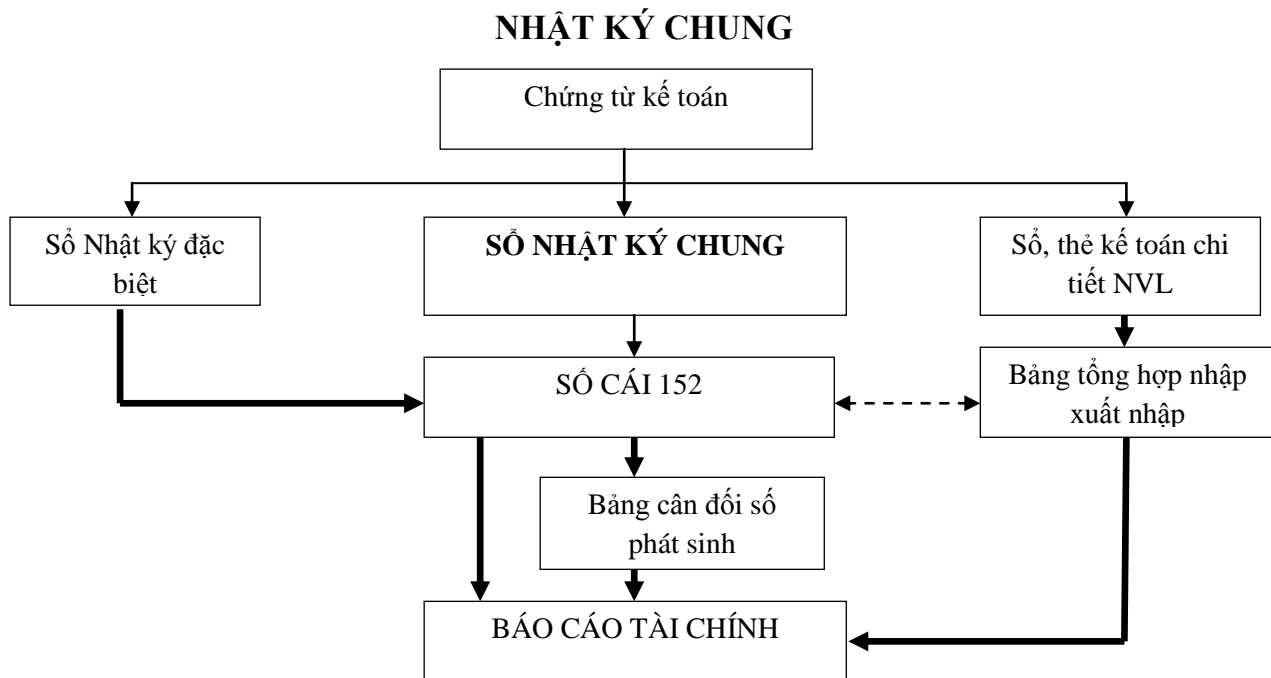 NHẬT KÝ CHUNG
Chứng từ kế toán
Sổ Nhật ký đặc
biệt
SỔ NHẬT KÝ CHUNG
Sổ, thẻ kế toán chi
tiết NVL
SỐ CÁI 152
Bảng tổng hợp nhập
xuất nhập
Bảng cân đối số
phát sinh
BÁO CÁO TÀI CHÍNH